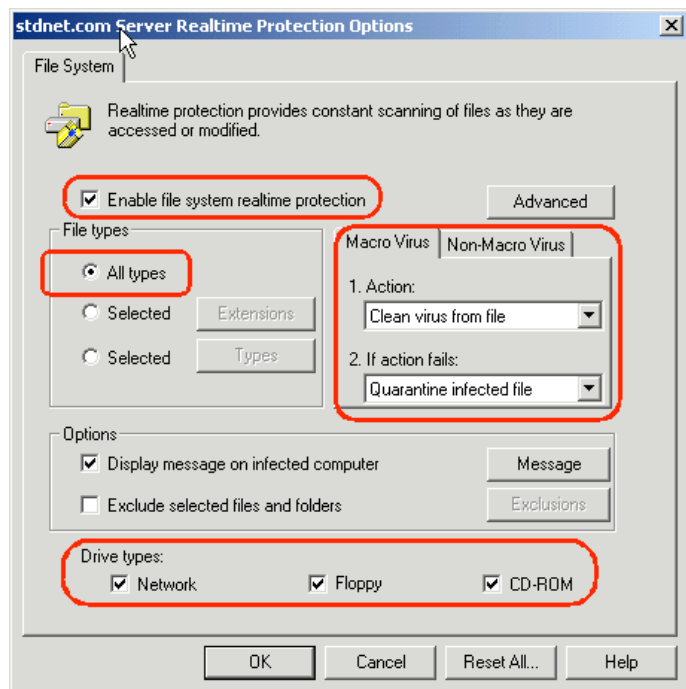 stdnet.com Server Realtime Protection Options
File System
Realtime protection provides constant scanning of files as they are
accessed or modified.
Enable file system realtime protection
Advanced
File types
All types
Selected
Extensions
Selected
Types
Macro Virus
Non-Macro Virus
1. Action:
Clean virus from file
2. If action fails:
Quarantine infected file
Options
Display message on infected computer
Message
Exclude selected files and folders
Exclusions
Drive types:
Network
Floppy
CD-ROM
OK
Cancel
Reset All...
Help